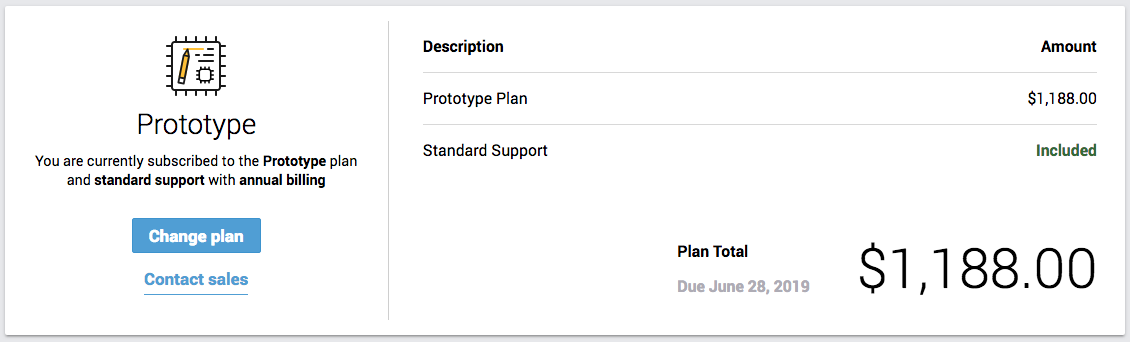 Prototype
You are currently subscribed to the Prototype plan
and standard support with annual billing
Change plan
Contact sales
Description Amount
Prototype Plan $1,188.00
Standard Support Included
Plan Total
Due June 28, 2019
$1,188.00